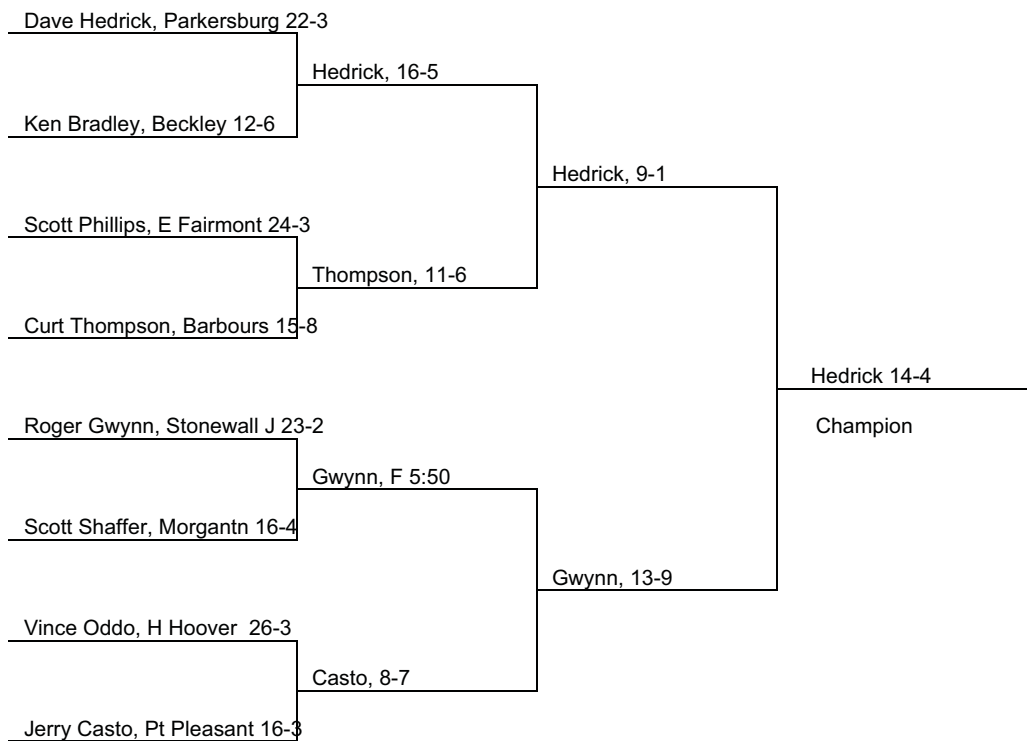 Dave Hedrick, Parkersburg 22-3
Hedrick, 16-5
Ken Bradley, Beckley 12-6
Hedrick, 9-1
Scott Phillips, E Fairmont 24-3
Thompson, 11-6
Curt Thompson, Barbours 15-8
Hedrick 14-4
Roger Gwynn, Stonewall J 23-2
Champion
Gwynn, F 5:50
Scott Shaffer, Morgantn 16-4
Gwynn, 13-9
Vince Oddo, H Hoover  26-3
Casto, 8-7
Jerry Casto, Pt Pleasant 16-3